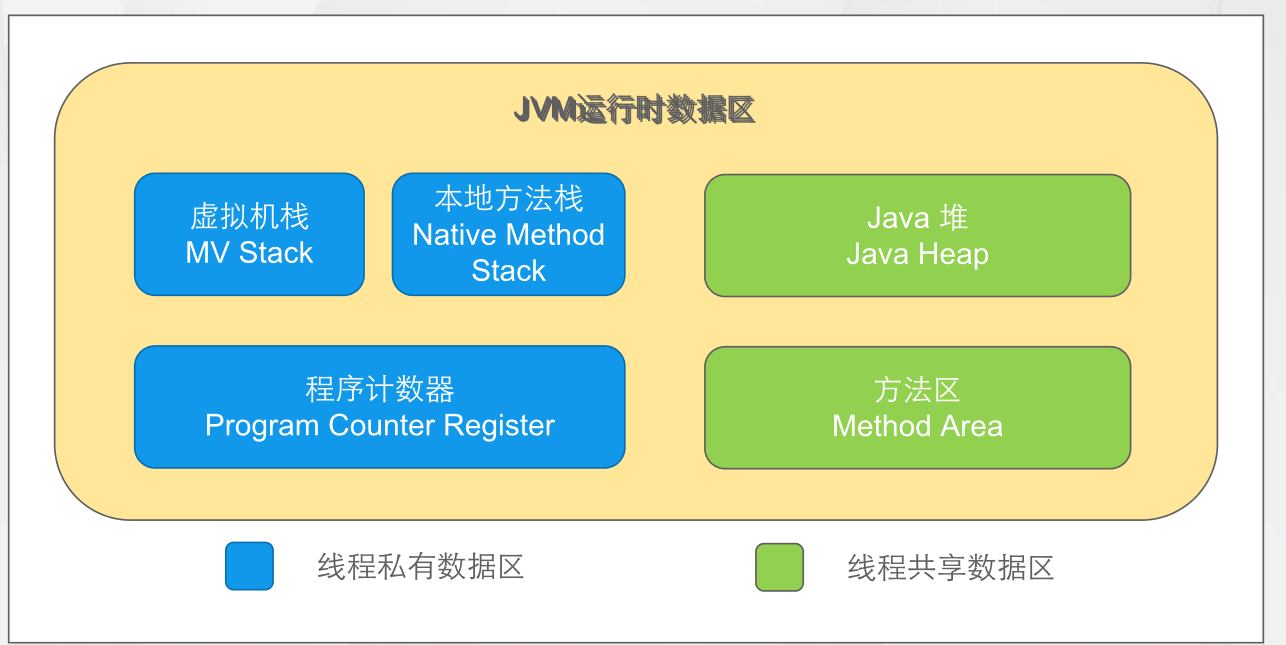 JVM运行时数据区
虚拟机栈
MV Stack
本地方法栈
Native Method
Stack
Java 堆
Java Heap
程序计数器
Program Counter Register
方法区
Method Area
线程私有数据区
线程共享数据区